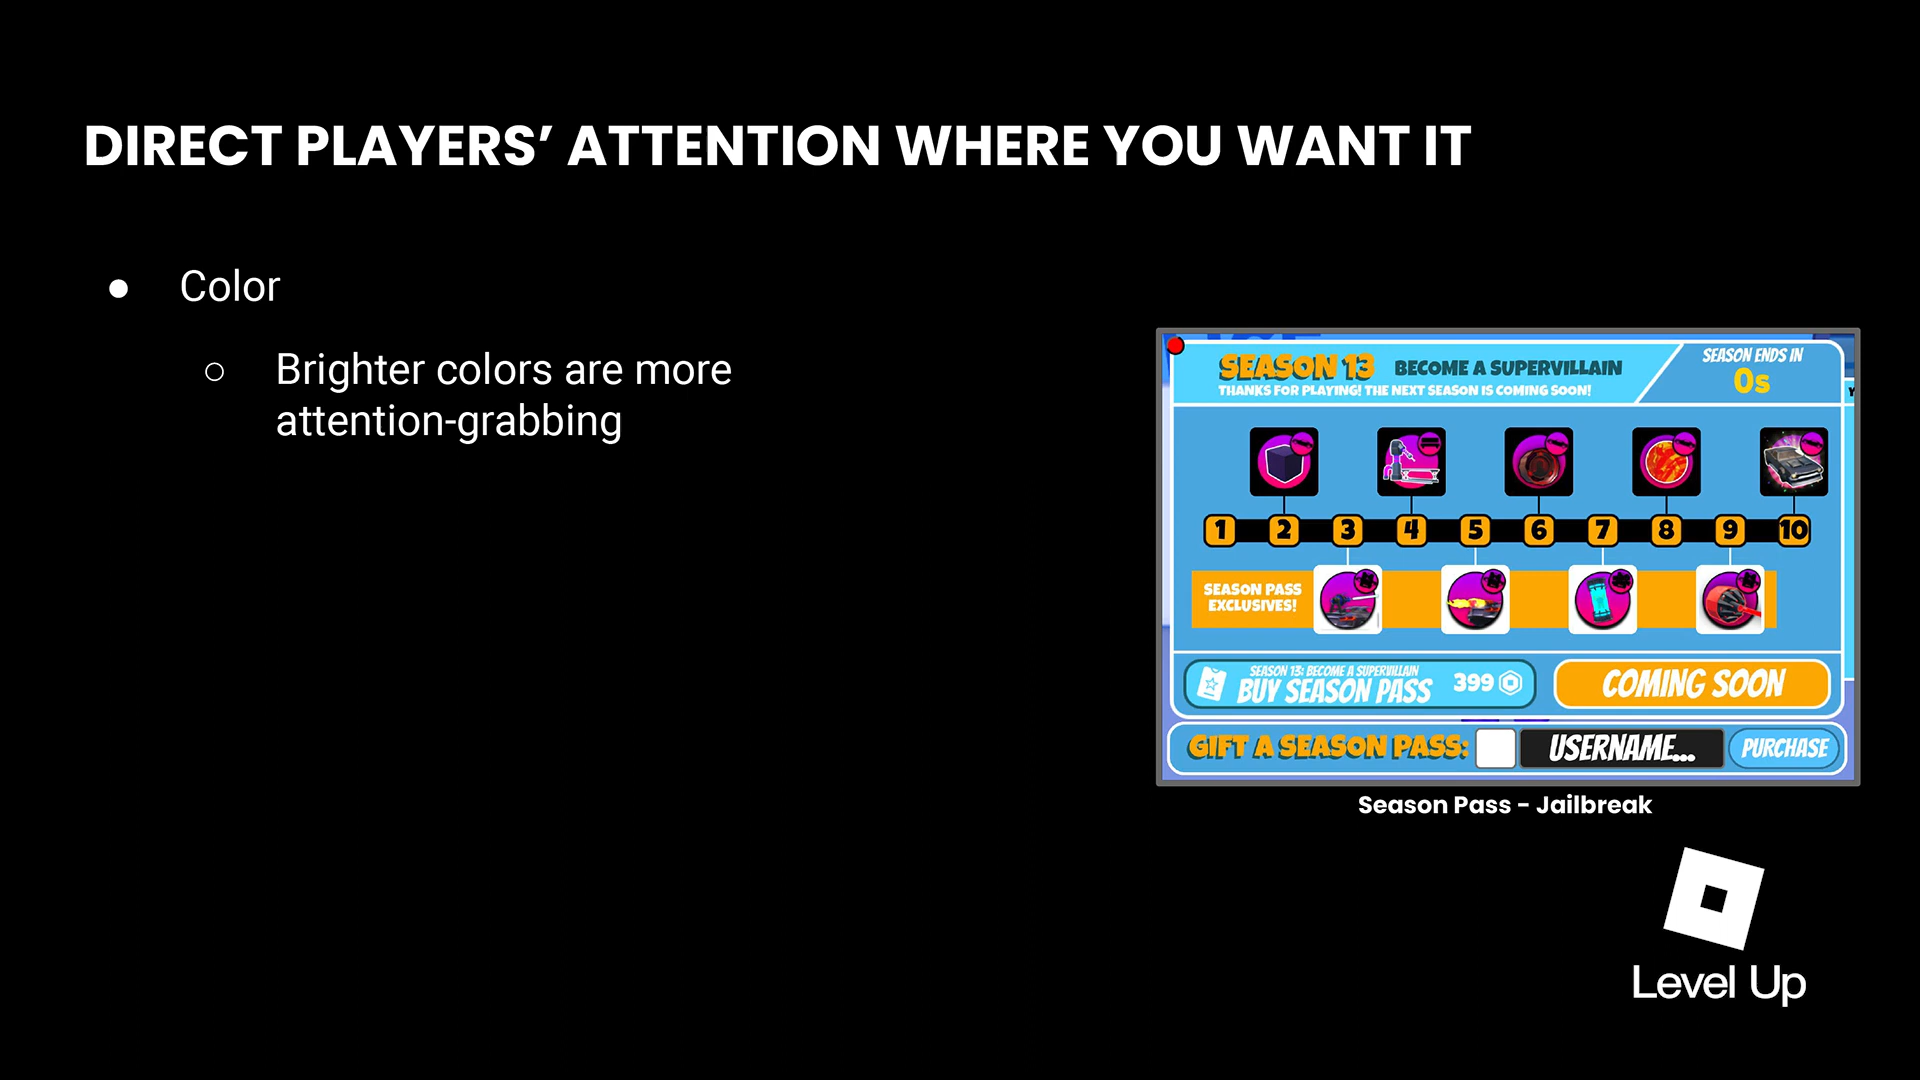 DIRECT PLAYERS’ ATTENTION WHERE YOU WANT IT
● Color
○ Brighter colors are more
attention-grabbing
SEASON 13 BECOME A SUPERVILLAIN
THANKS FOR PLAYING! THE NEXT SEASON IS COMING SOON!
SEASON ENDS IN
0s
1 2 3 4 5 6 7 8 9 10
SEASON PASS
EXCLUSIVES!
SEASON 13: BECOME A SUPERVILLAIN
BUY SEASON PASS 399
COMING SOON
GIFT A SEASON PASS: USERNAME... PURCHASE
Season Pass - Jailbreak
Level Up